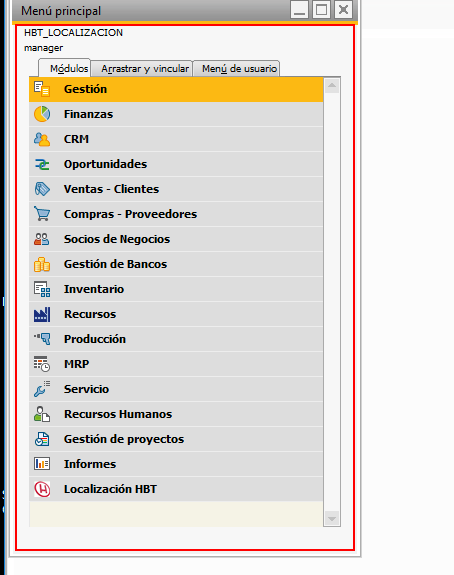 Menú principal
HBT_LOCALIZACION
manager
Módulos Arrastrar y vincular Menú de usuario
Gestión
Finanzas
CRM
Oportunidades
Ventas - Clientes
Compras - Proveedores
Socios de Negocios
Gestión de Bancos
Inventario
Recursos
Producción
MRP
Servicio
Recursos Humanos
Gestión de proyectos
Informes
Localización HBT